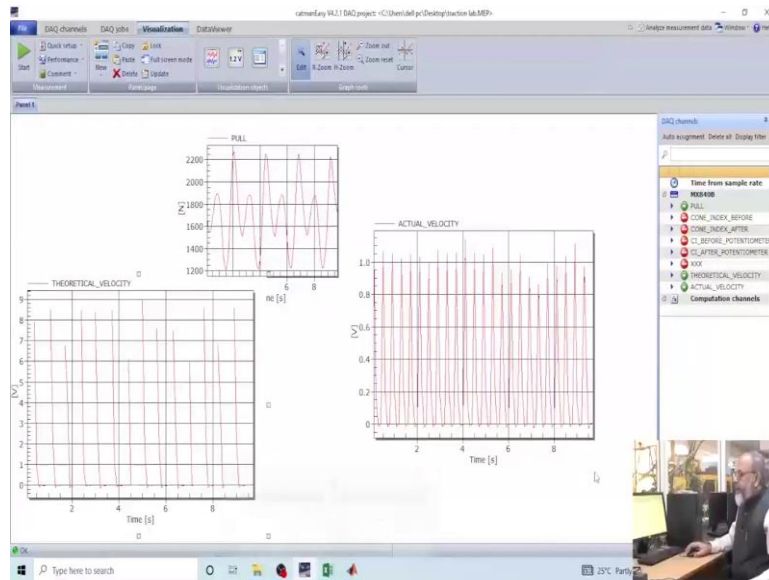 catmanEasy V4.2.1 DAQ project: <C:\Users\dell pc\Desktop\traction lab.MEP>
File DAQ channels DAQ jobs Visualization DataViewer
Analyze measurement data Window
Start
Quick setup
Performance
Comment
Measurement
New
Copy
Paste
Delete
Lock
Full screen mode
Update
Panel/page
1.2 V
Visualization objects
Edit R.Zoom H.Zoom
Zoom out
Zoom reset
Cursor
Graph tools
Panel 1
PULL
2200
2000
1800
1600
1400
1200
[N]
6 8
ne [s]
THEORETICAL_VELOCITY
9
8
7
6
5
4
3
2
1
0
[V]
2 4 6 8
Time [s]
ACTUAL_VELOCITY
1.0
0.6
0.4
0.2
0
[V]
2 4 6 8
Time [s]
DAQ channels
Auto assignment Delete all Display filter
Time from sample rate
MX840B
PULL
CONE_INDEX_BEFORE
CONE_INDEX_AFTER
CI_BEFORE_POTENTIOMETE
CI_AFTER_POTENTIOMETER
XXX
THEORETICAL_VELOCITY
ACTUAL_VELOCITY
Computation channels
OK
Type here to search
25°C Partly